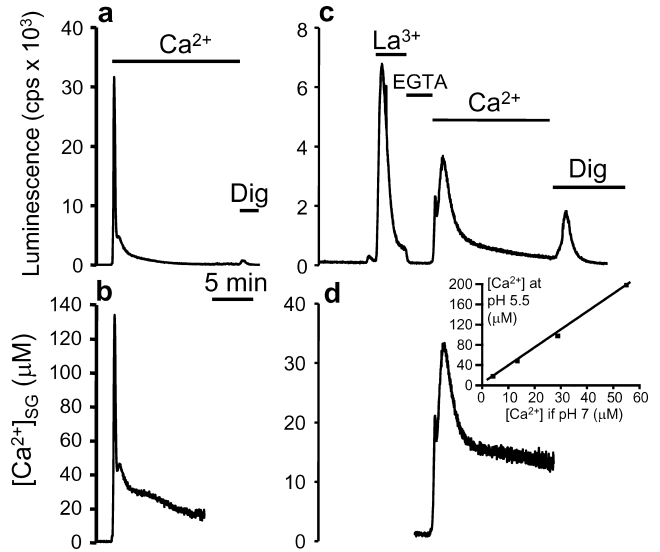 a
Ca²⁺
Dig
Luminescence (cps x 10³)
40
30
20
10
0
c
La³⁺
EGTA
Ca²⁺
Dig
8
6
4
2
0
b
5 min
[Ca²⁺]SG (µM)
140
120
100
80
60
40
20
0
d
40
30
20
10
0
[Ca²⁺] at
pH 5.5
(µM)
200
160
120
80
40
0
0 10 20 30 40 50 60
[Ca²⁺] if pH 7 (µM)